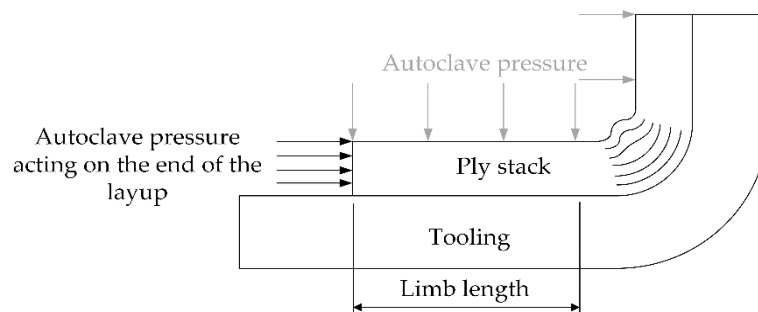 Autoclave pressure
Autoclave pressure
acting on the end of the
layup
Ply stack
Tooling
Limb length